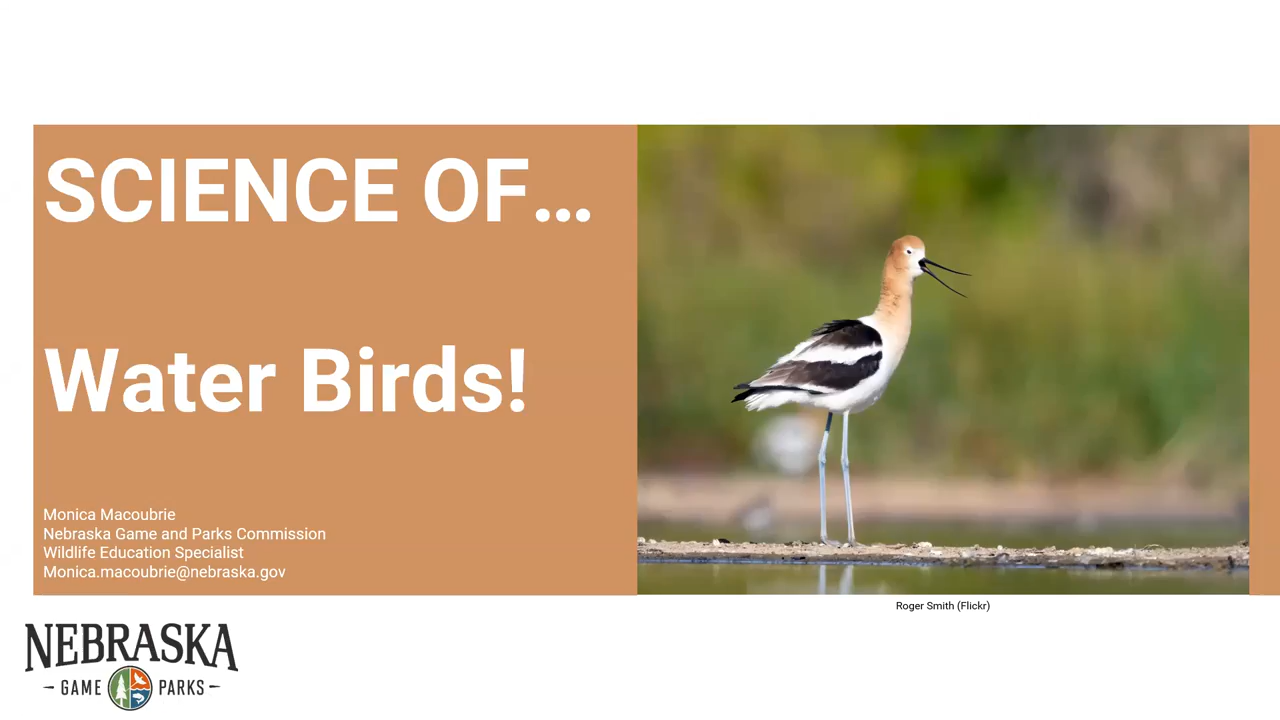 SCIENCE OF...
Water Birds!
Monica Macoubrie
Nebraska Game and Parks Commission
Wildlife Education Specialist
Monica.macoubrie@nebraska.gov
Roger Smith (Flickr)
NEBRASKA
GAME PARKS